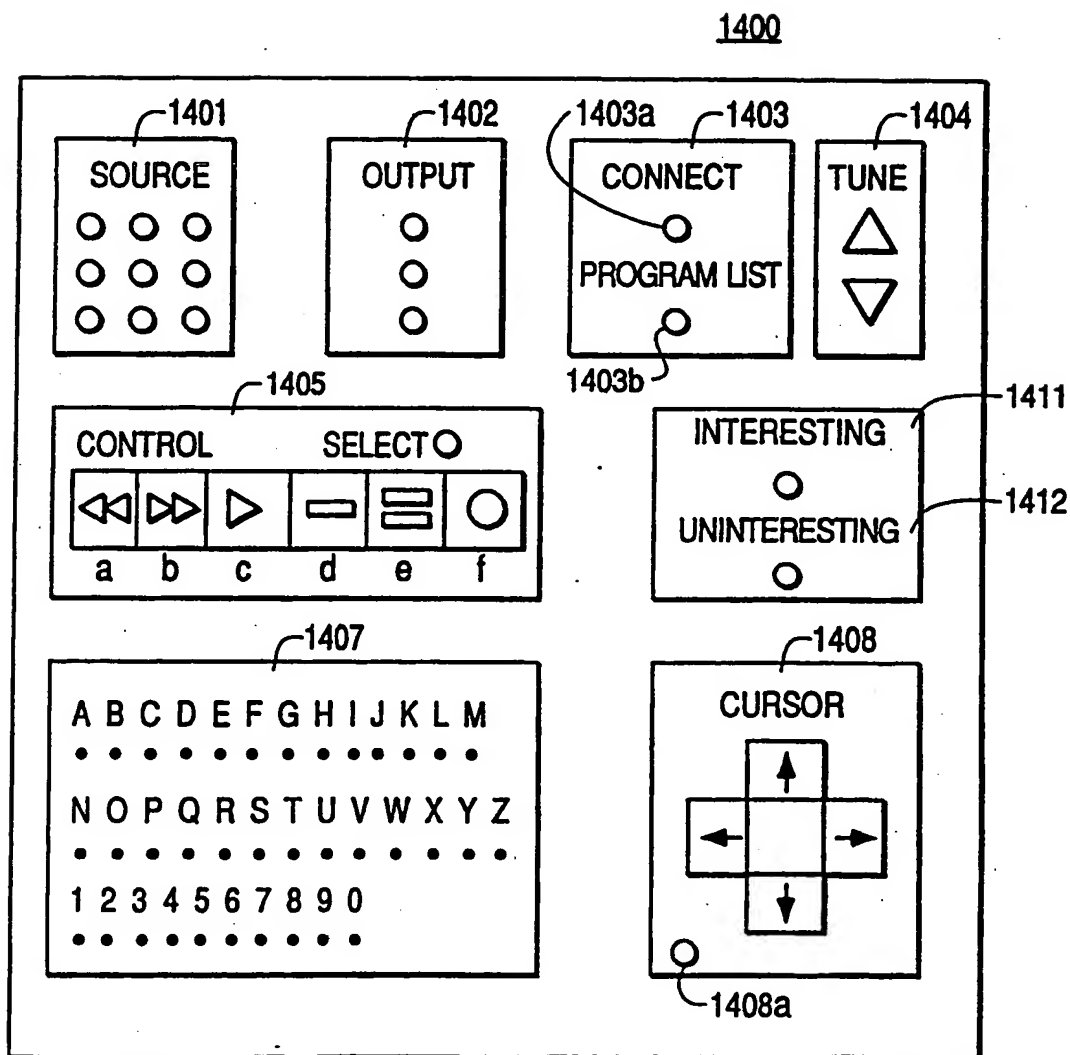 1400
1401
1402
1403a
1403
1404
SOURCE
OUTPUT
CONNECT
TUNE
PROGRAM LIST
1403b
1405
1411
CONTROL SELECT
INTERESTING
1412
UNINTERESTING
a b c d e f
1407
1408
A B C D E F G H I J K L M
CURSOR
N O P Q R S T U V W X Y Z
1 2 3 4 5 6 7 8 9 0
1408a